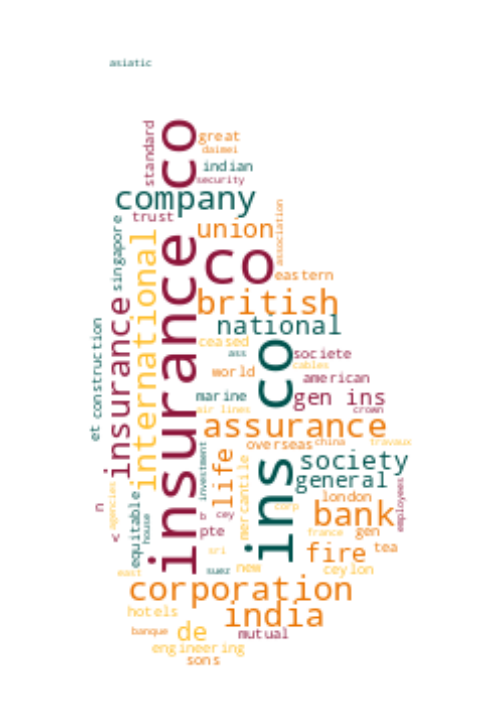 asiatic
standard
co
great
daimei
indian
security
company
trust
association
singapore
union
international
insurance
co
eastern
insurance
british
national
et construction
ceased
ass
co
societe
cables
world
american
marine
gen ins
air lines
crown
assurance
overseas
china
travaux
life
investment
mercantile
ins
society
general
london
employees
agencies
equitable
house
n
v
b
cey
corp
bank
pte
france
gen
fire
tea
sri
suez
new
ceylon
east
corporation
hotels
india
banque
de
mutual
engineering
sons